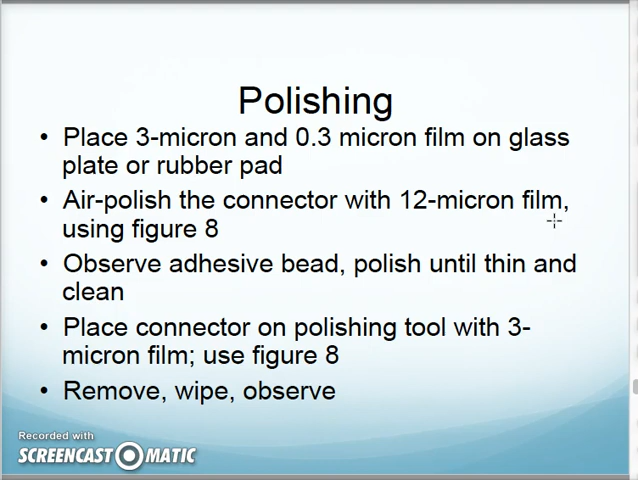 Polishing
• Place 3-micron and 0.3 micron film on glass
plate or rubber pad
• Air-polish the connector with 12-micron film,
using figure 8
• Observe adhesive bead, polish until thin and
clean
• Place connector on polishing tool with 3-
micron film; use figure 8
• Remove, wipe, observe
Recorded with
SCREENCAST MATIC